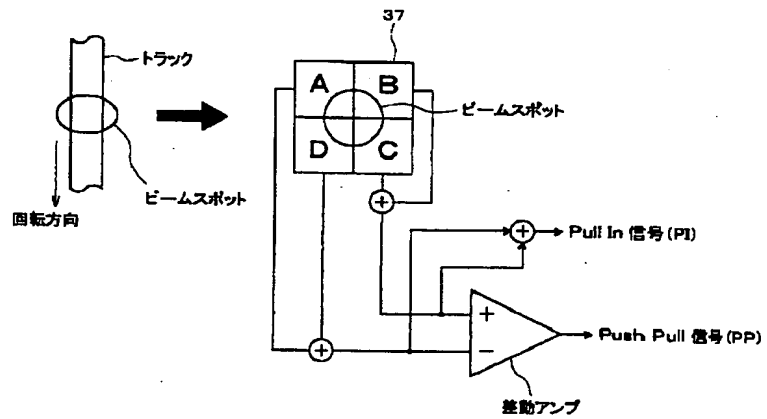 37
トラック
A
B
ビームスポット
D
C
ビームスポット
回転方向
+
+
Pull In 信号(PI)
+
−
Push Pull 信号(PP)
+
差動アンプ